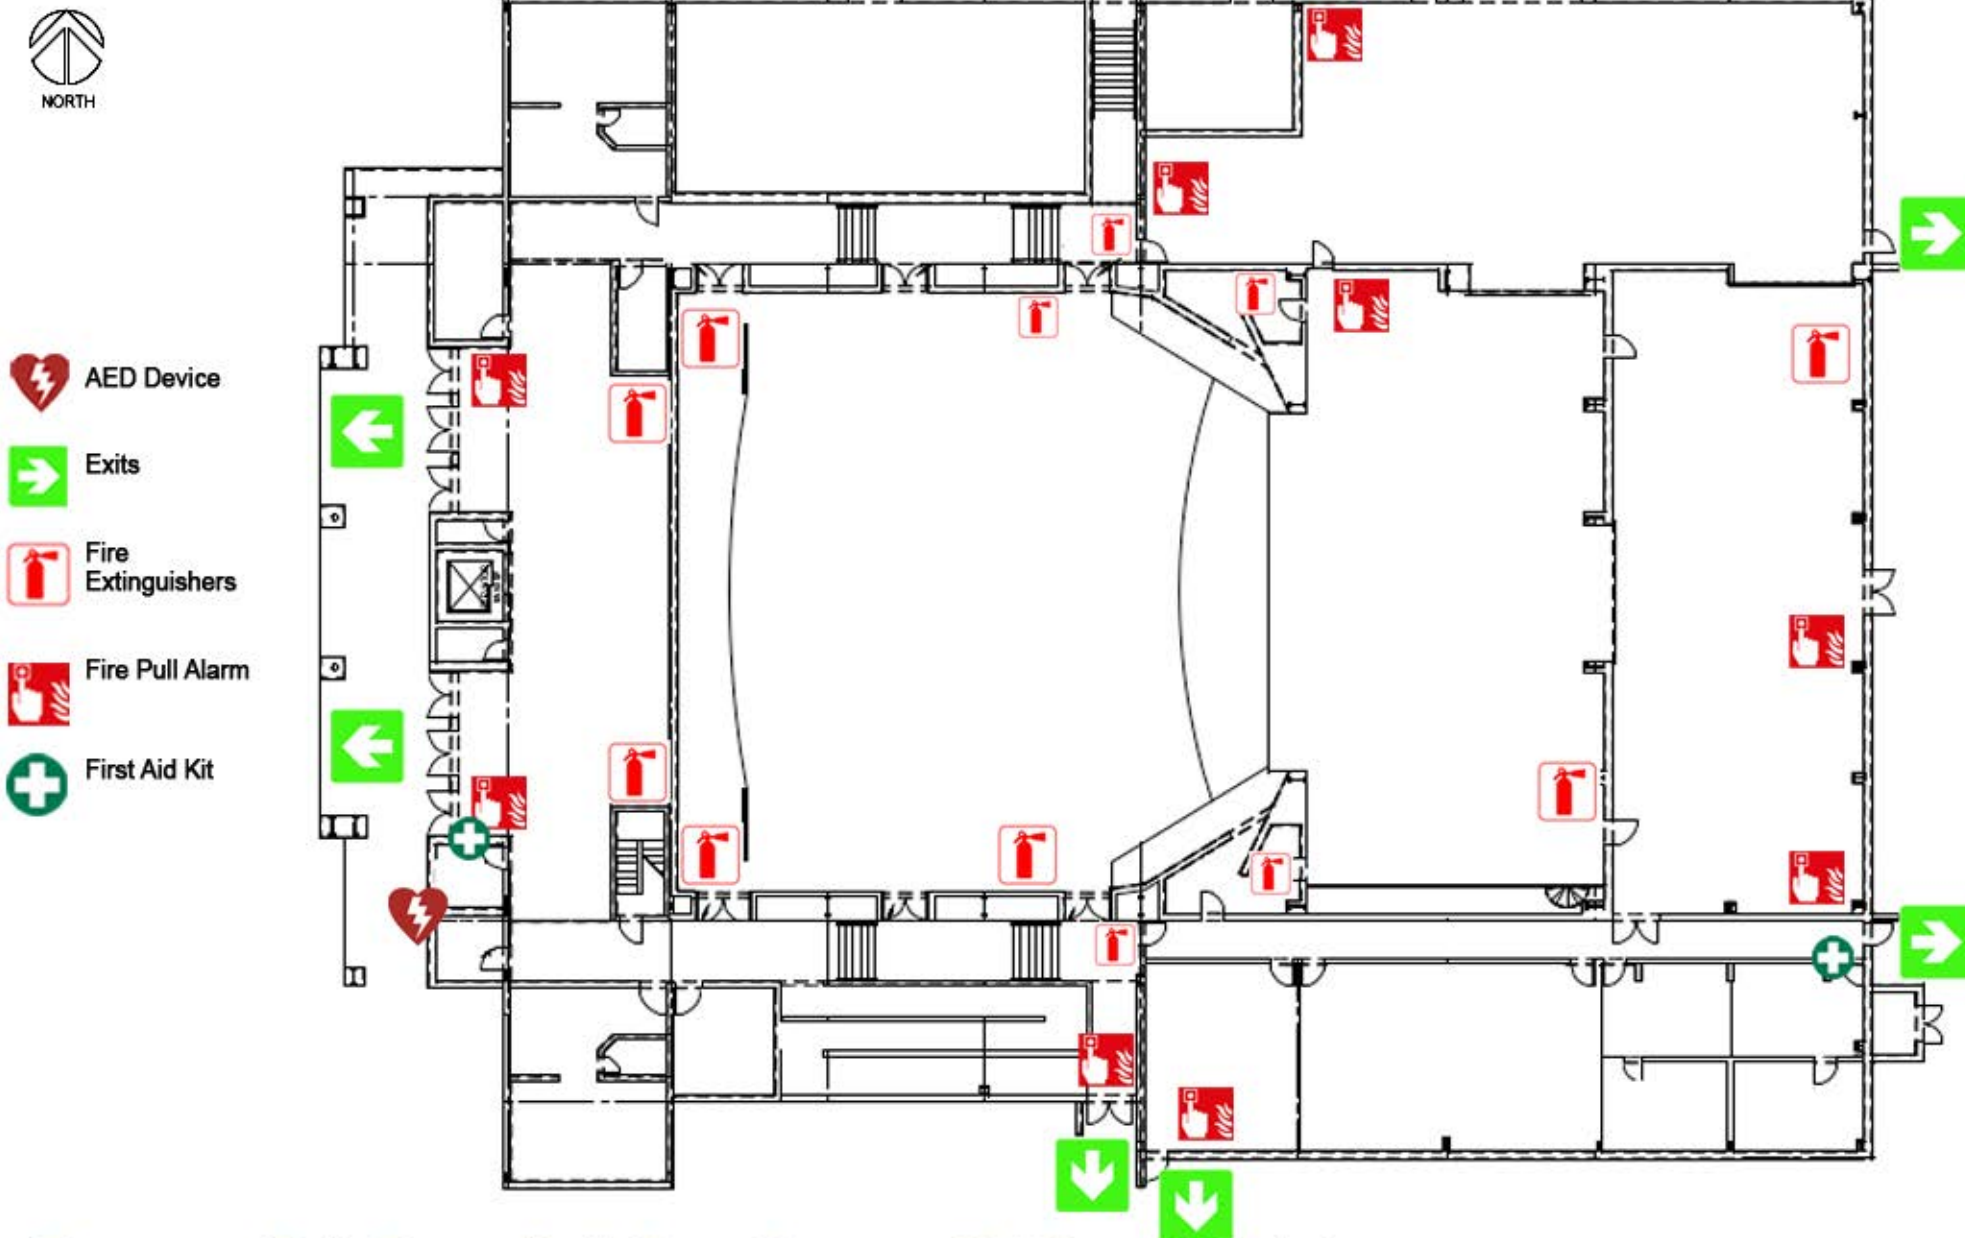 NORTH
AED Device
Exits
Fire
Extinguishers
Fire Pull Alarm
First Aid Kit